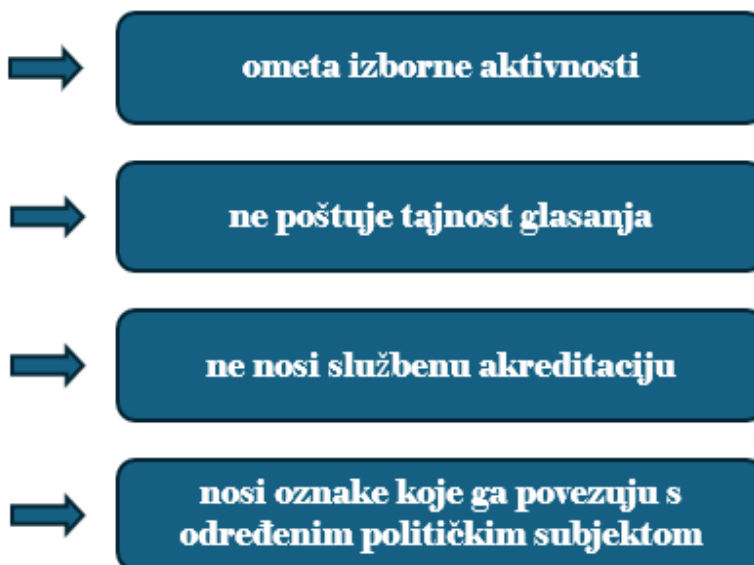 ometa izborne aktivnosti
ne poštuje tajnost glasanja
ne nosi službenu akreditaciju
nosi oznake koje ga povezuju s
određenim političkim subjektom